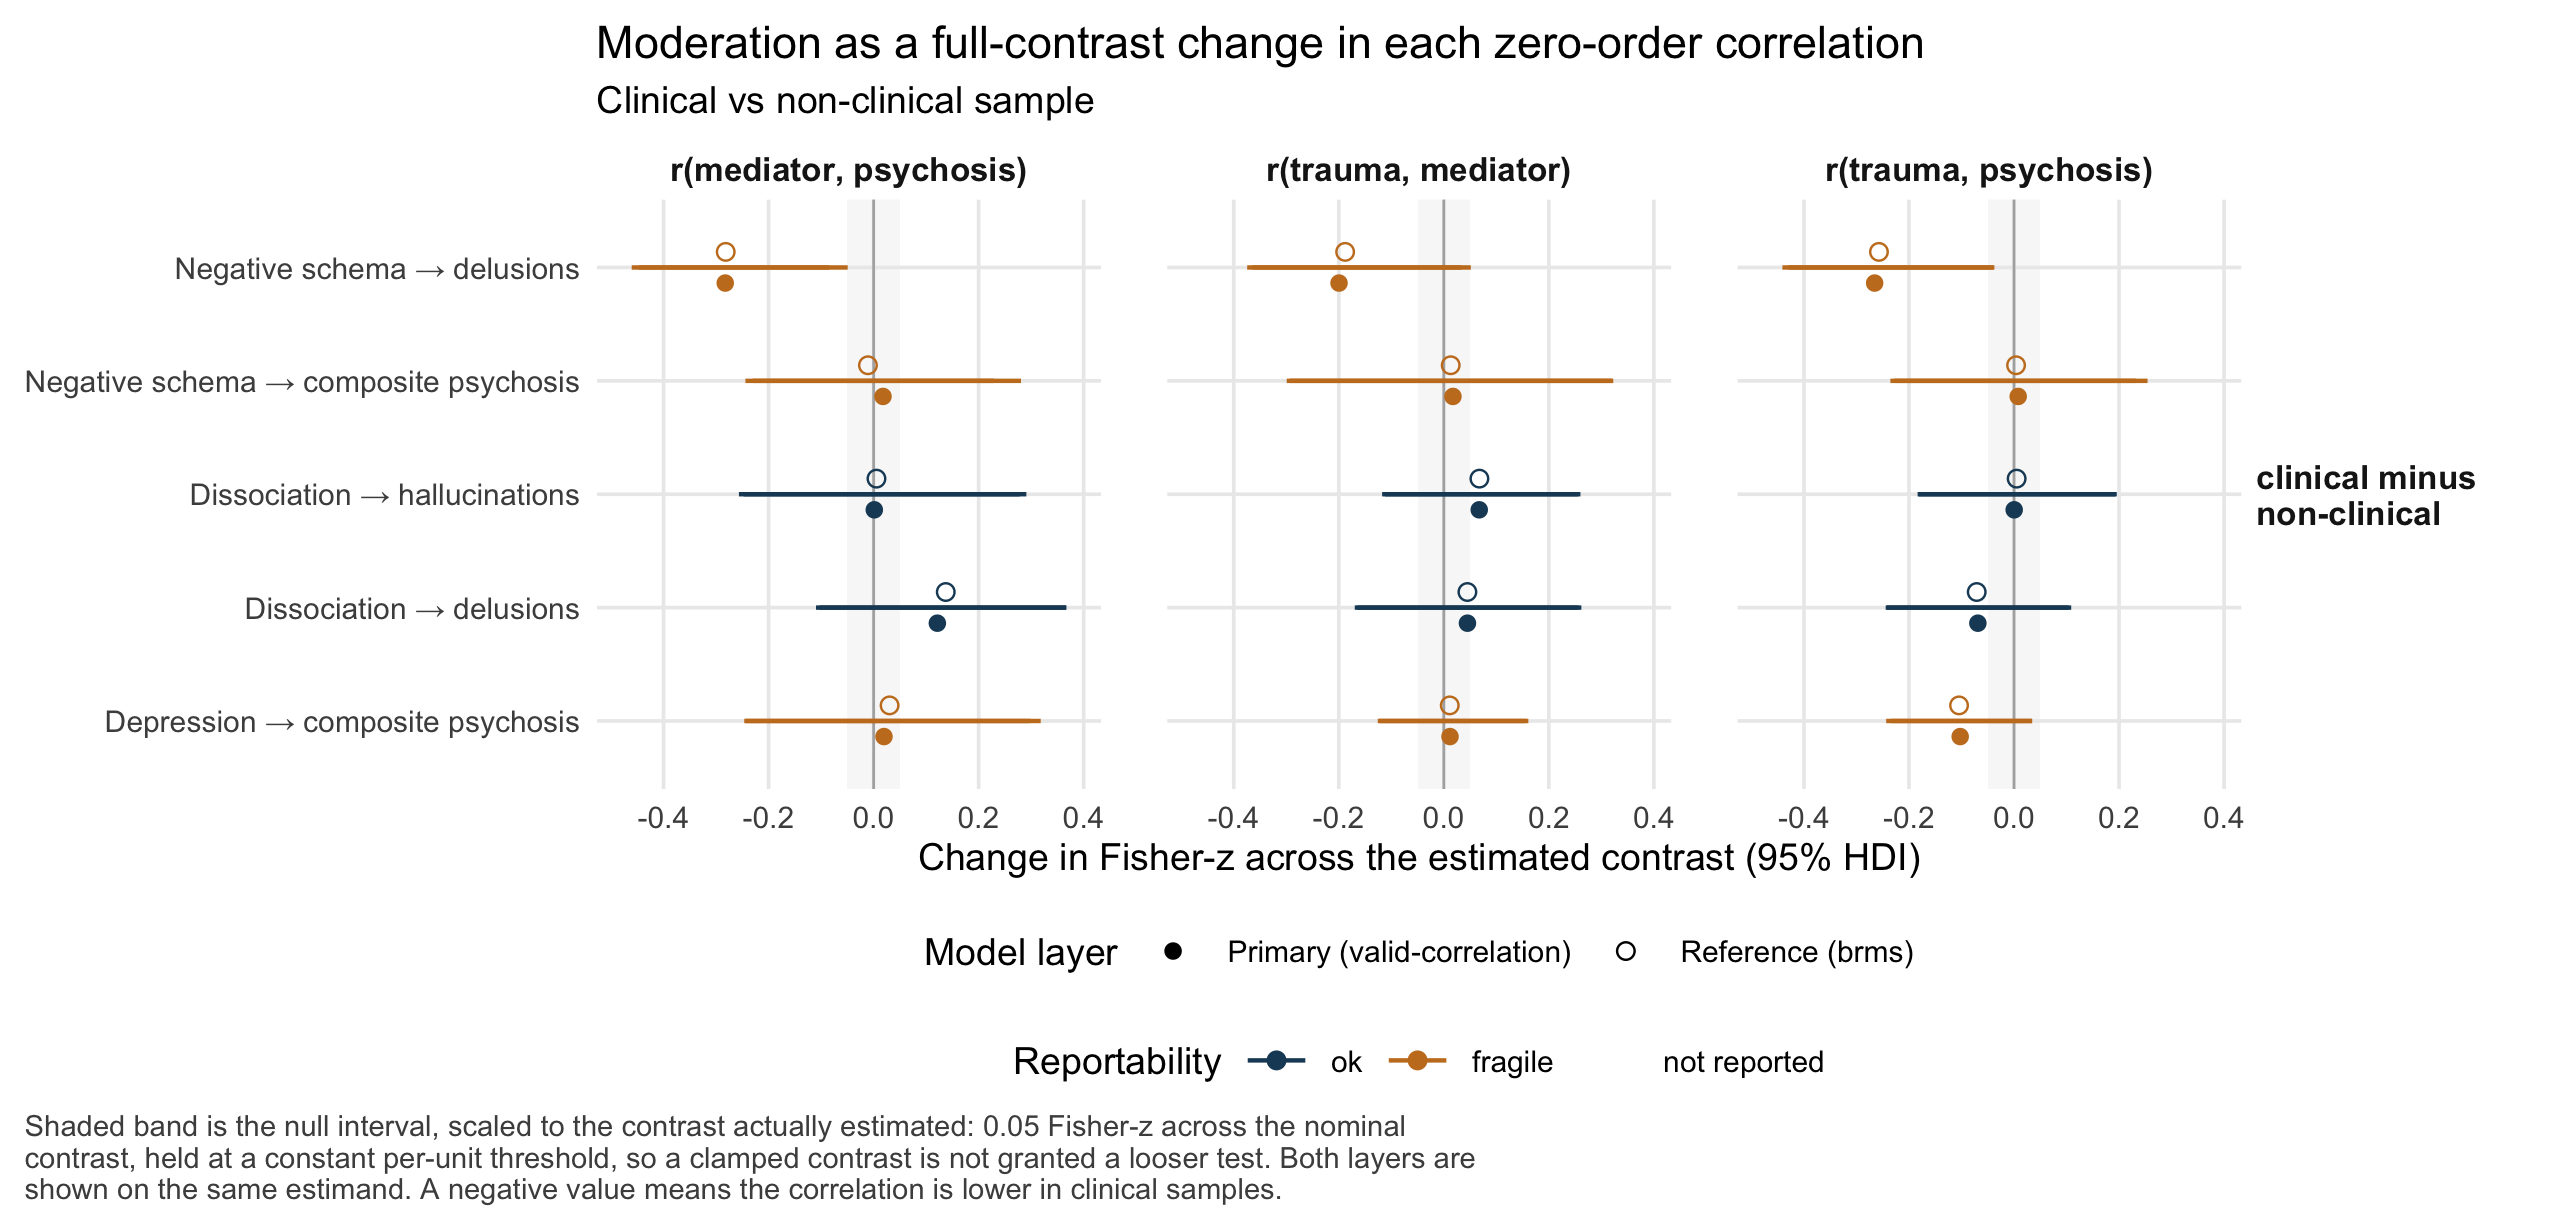 Moderation as a full-contrast change in each zero-order correlation
Clinical vs non-clinical sample
r(mediator, psychosis)
r(trauma, mediator)
r(trauma, psychosis)
Negative schema → delusions
Negative schema → composite psychosis
Dissociation → hallucinations
Dissociation → delusions
Depression → composite psychosis
clinical minus
non-clinical
-0.4 -0.2 0.0 0.2 0.4
-0.4 -0.2 0.0 0.2 0.4
-0.4 -0.2 0.0 0.2 0.4
Change in Fisher-z across the estimated contrast (95% HDI)
Model layer Primary (valid-correlation) Reference (brms)
Reportability ok fragile not reported
Shaded band is the null interval, scaled to the contrast actually estimated: 0.05 Fisher-z across the nominal
contrast, held at a constant per-unit threshold, so a clamped contrast is not granted a looser test. Both layers are
shown on the same estimand. A negative value means the correlation is lower in clinical samples.